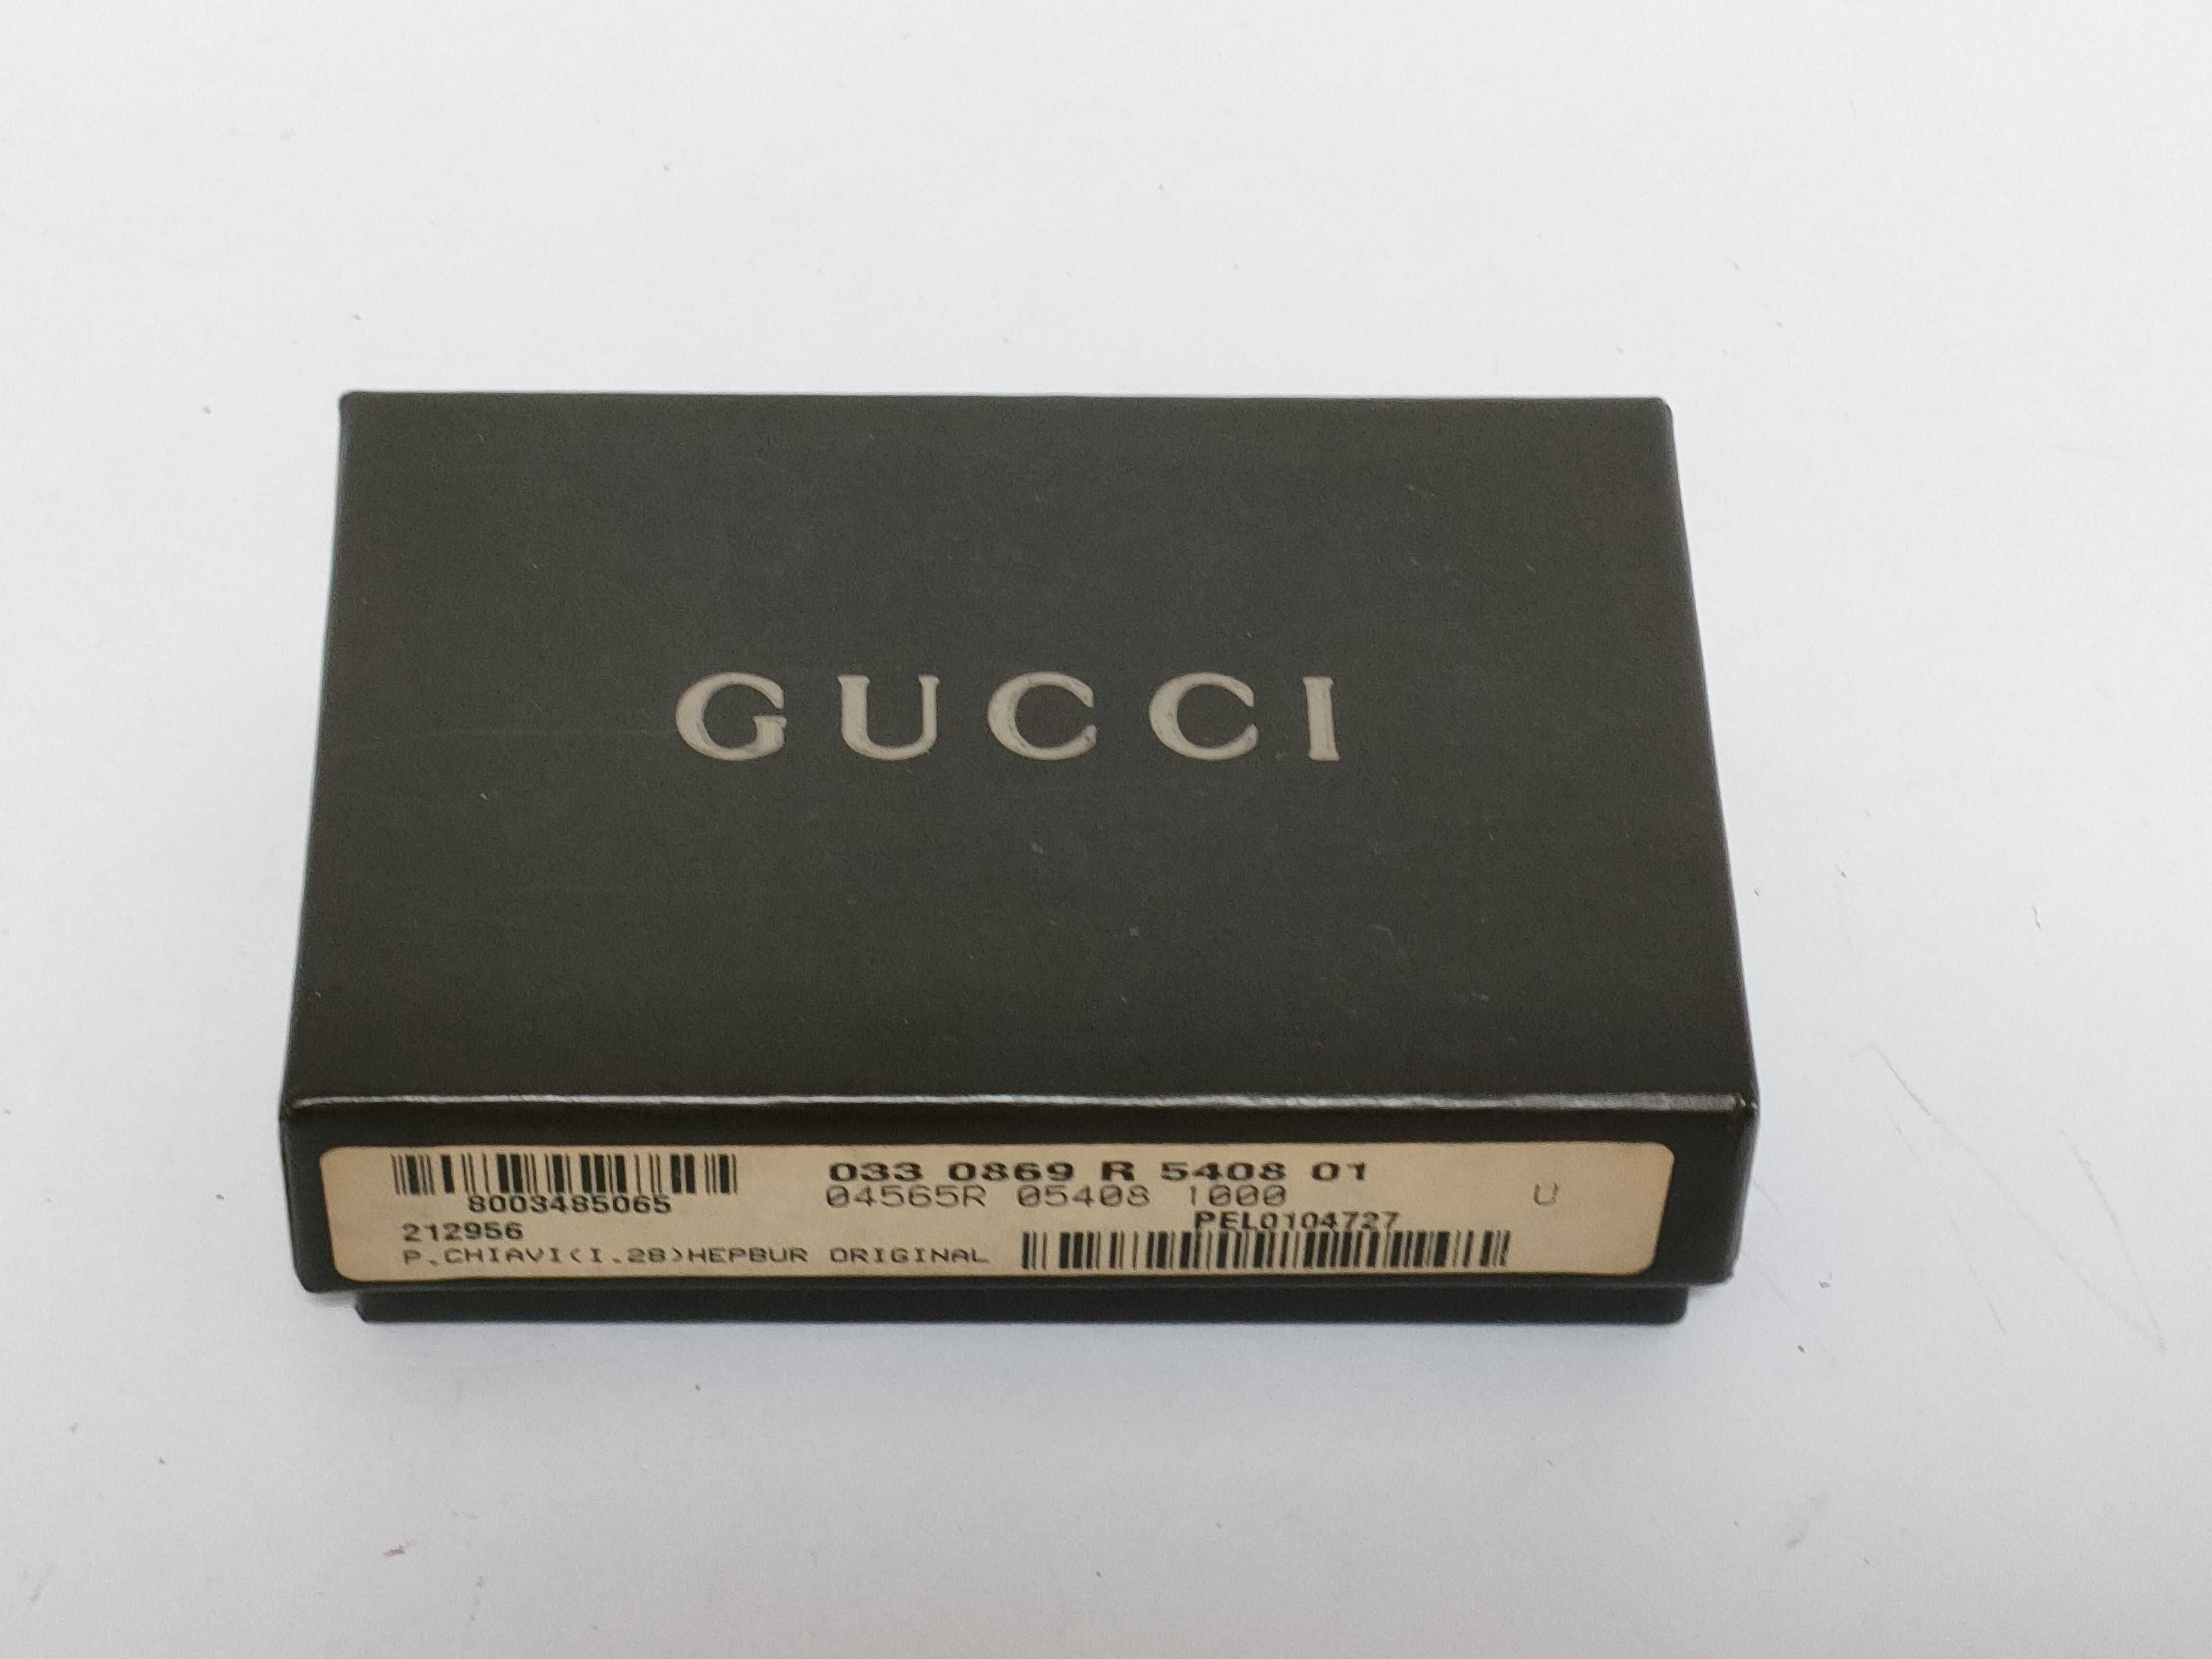 GUCCI
8003485065
033 0869 R 5408 01
04565R 05408 1000 U
212956
PEL0104727
P.CHIAVI(I.28)HEPBUR ORIGINAL